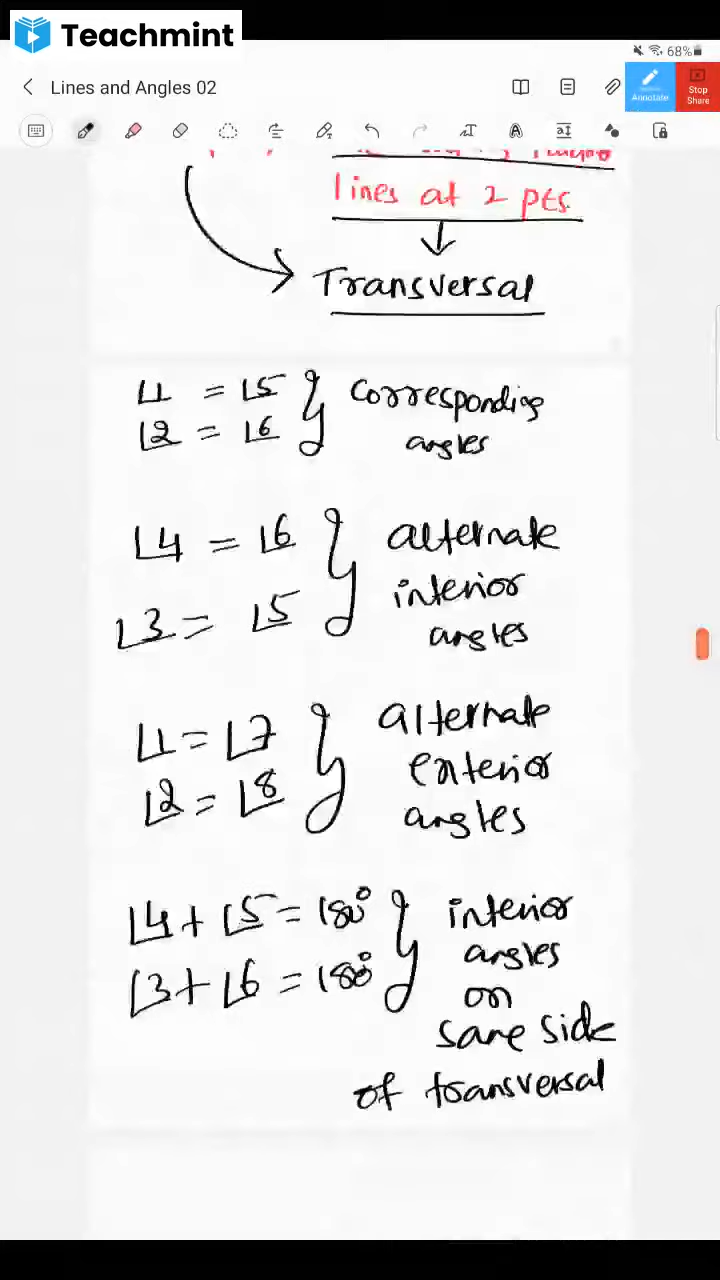 Teachmint
68%
Lines and Angles 02
Annotate
Stop
Share
lines at 2 pts.
Transversal
∠1 = ∠5
∠2 = ∠6
corresponding
angles
∠4 = ∠6
∠3 = ∠5
alternate
interior
angles
∠1 = ∠7
∠2 = ∠8
alternate
exterior
angles
∠4 + ∠5 = 180°
∠3 + ∠6 = 180°
interior
angles
on
same side
of transversal